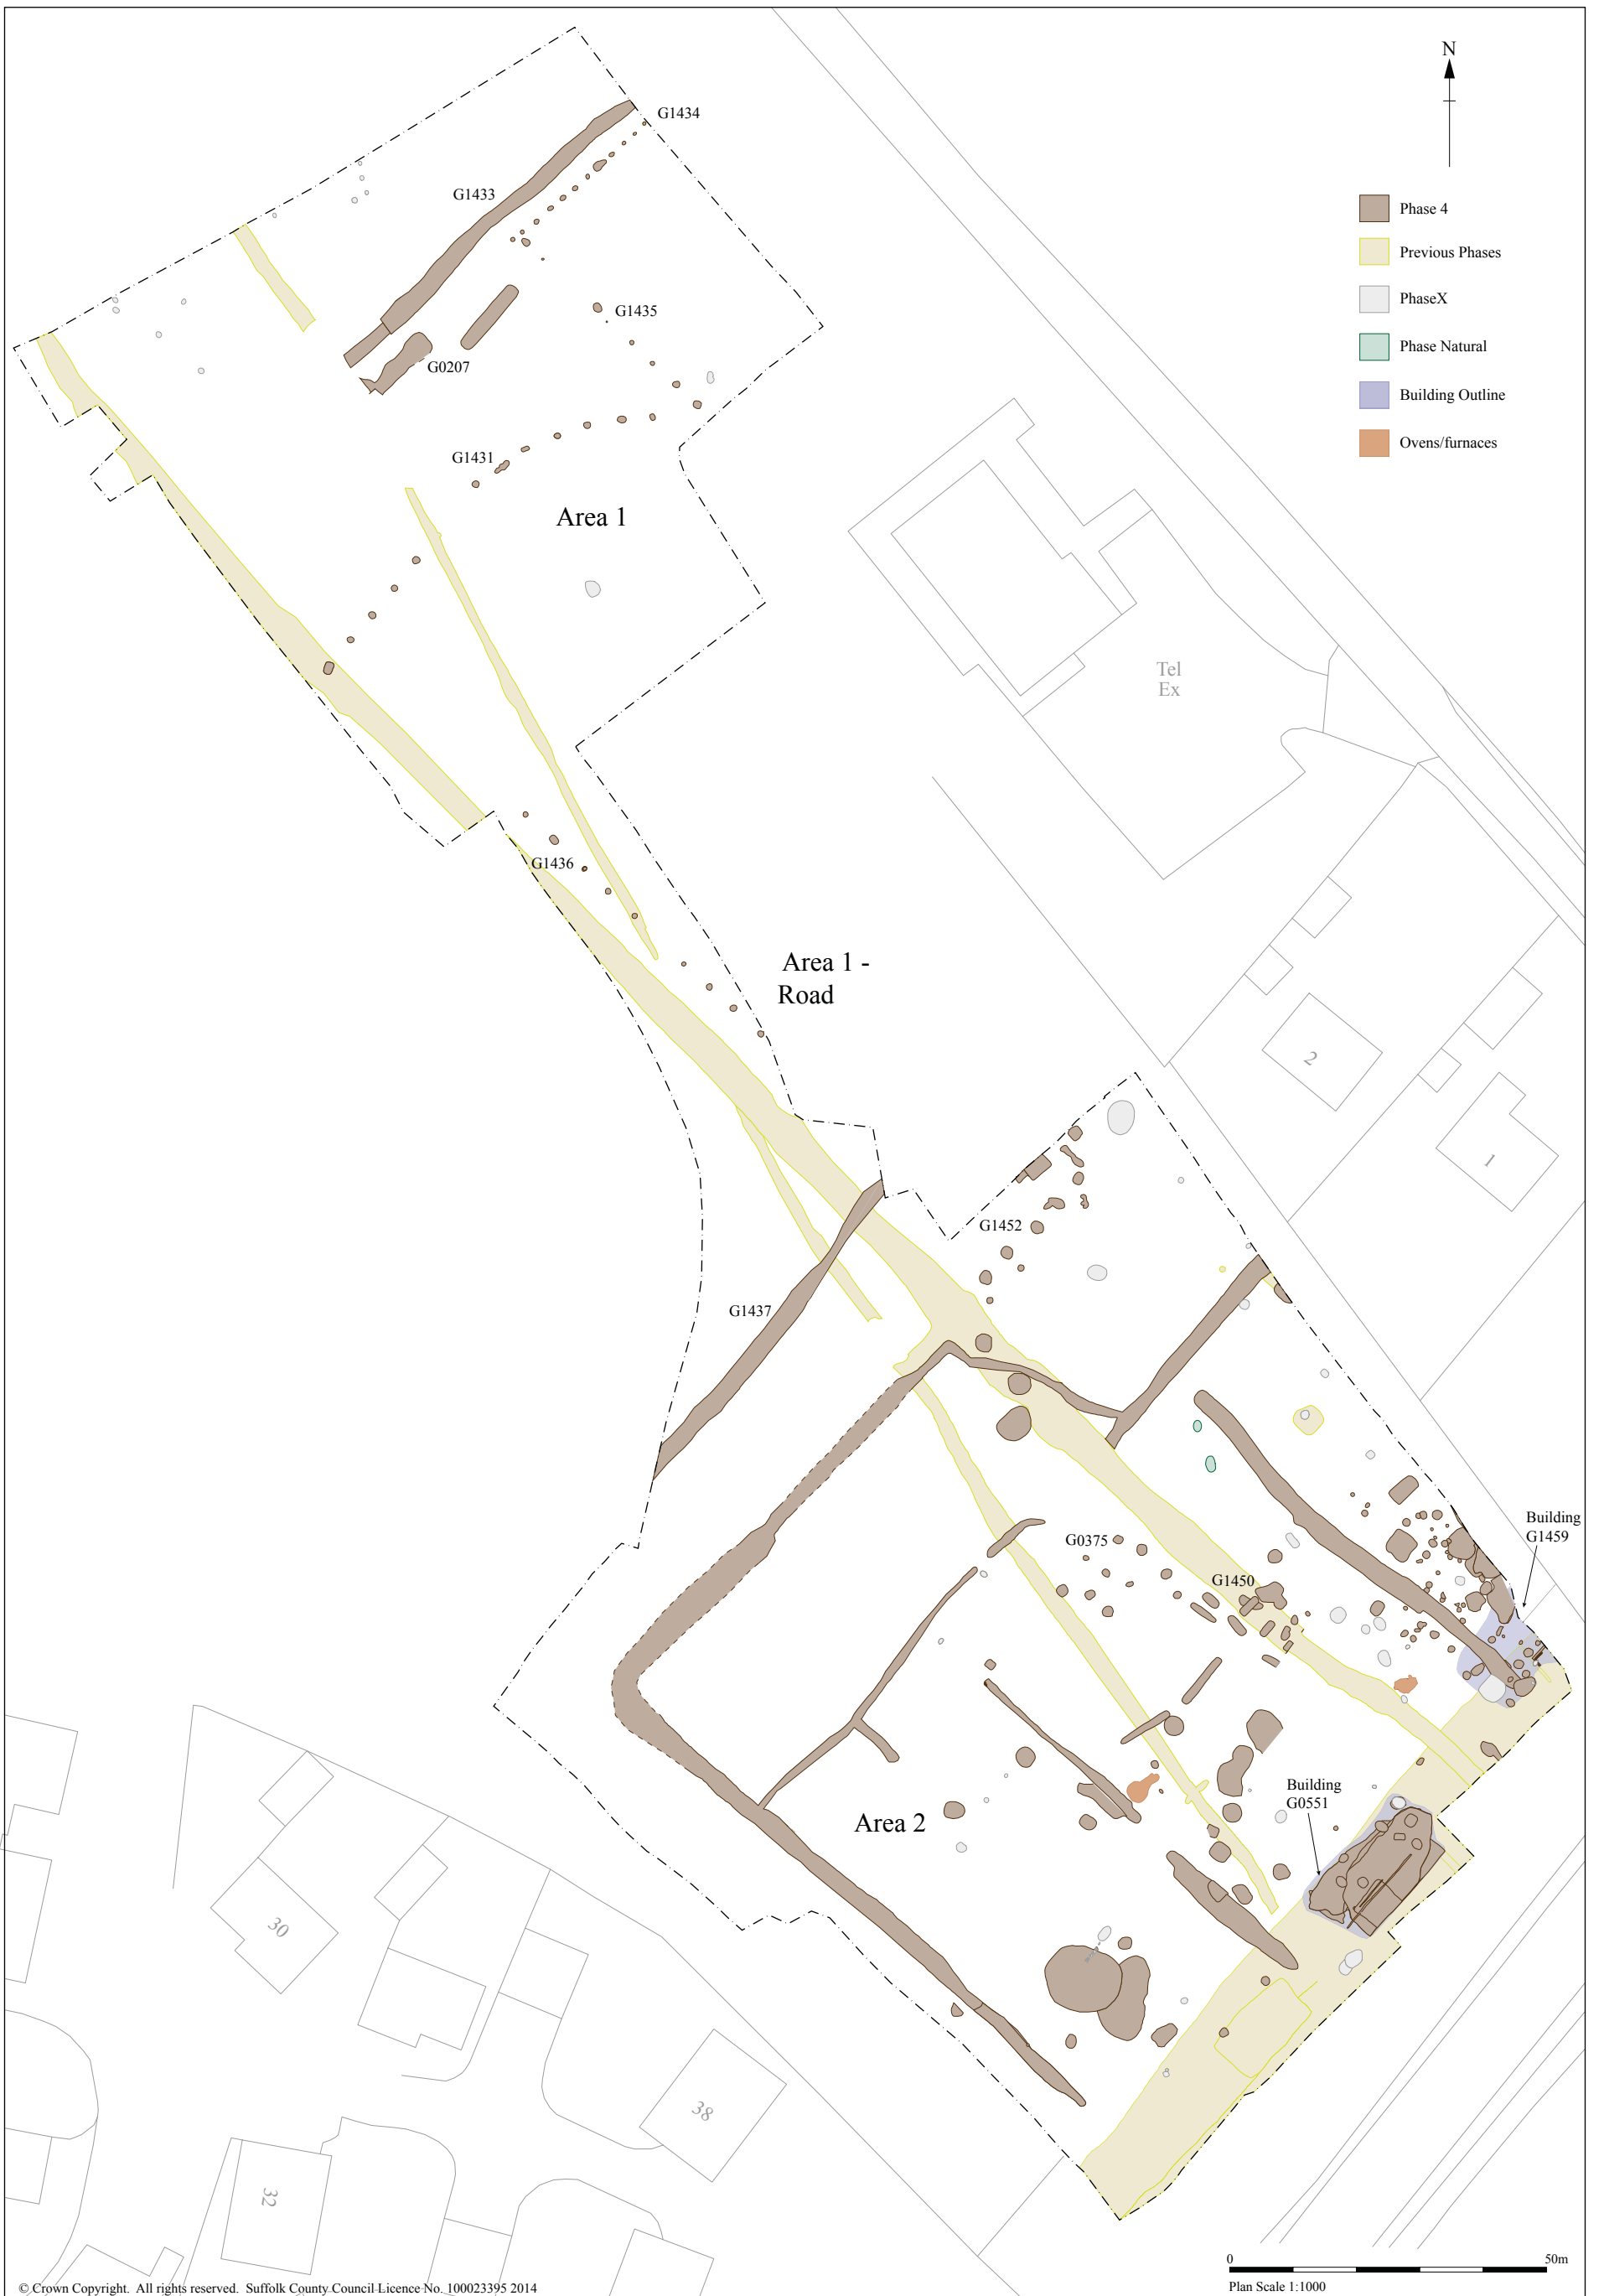 N
Phase 4
Previous Phases
PhaseX
Phase Natural
Building Outline
Ovens/furnaces
G1434
G1433
G1435
G0207
G1431
Area 1
Tel
Ex
G1436
Area 1 -
Road
2
1
G1452
G1437
Building
G1459
G0375
G1450
Building
G0551
Area 2
30
38
32
0 50m
Plan Scale 1:1000
© Crown Copyright. All rights reserved. Suffolk County Council Licence No. 100023395 2014